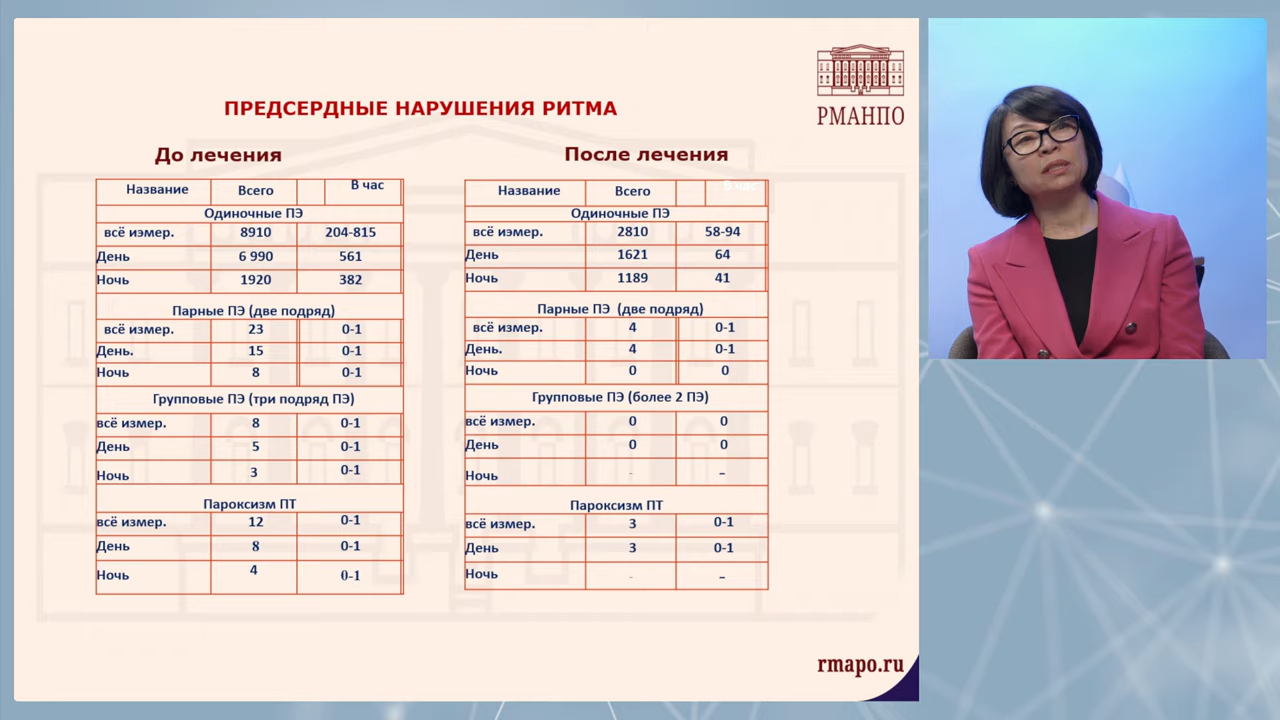 РМАНПО
ПРЕДСЕРДНЫЕ НАРУШЕНИЯ РИТМА
До лечения
Название Всего В час
Одиночные ПЭ
всё иэмер. 8910 204-815
День 6 990 561
Ночь 1920 382
Парные ПЭ (две подряд)
всё измер. 23 0-1
День. 15 0-1
Ночь 8 0-1
Групповые ПЭ (три подряд ПЭ)
всё измер. 8 0-1
День 5 0-1
Ночь 3 0-1
Пароксизм ПТ
всё измер. 12 0-1
День 8 0-1
Ночь 4 0-1
После лечения
Название Всего В час
Одиночные ПЭ
всё иэмер. 2810 58-94
День 1621 64
Ночь 1189 41
Парные ПЭ (две подряд)
всё измер. 4 0-1
День. 4 0-1
Ночь 0 0
Групповые ПЭ (более 2 ПЭ)
всё измер. 0 0
День 0 0
Ночь - –
Пароксизм ПТ
всё измер. 3 0-1
День 3 0-1
Ночь - –
rmapo.ru